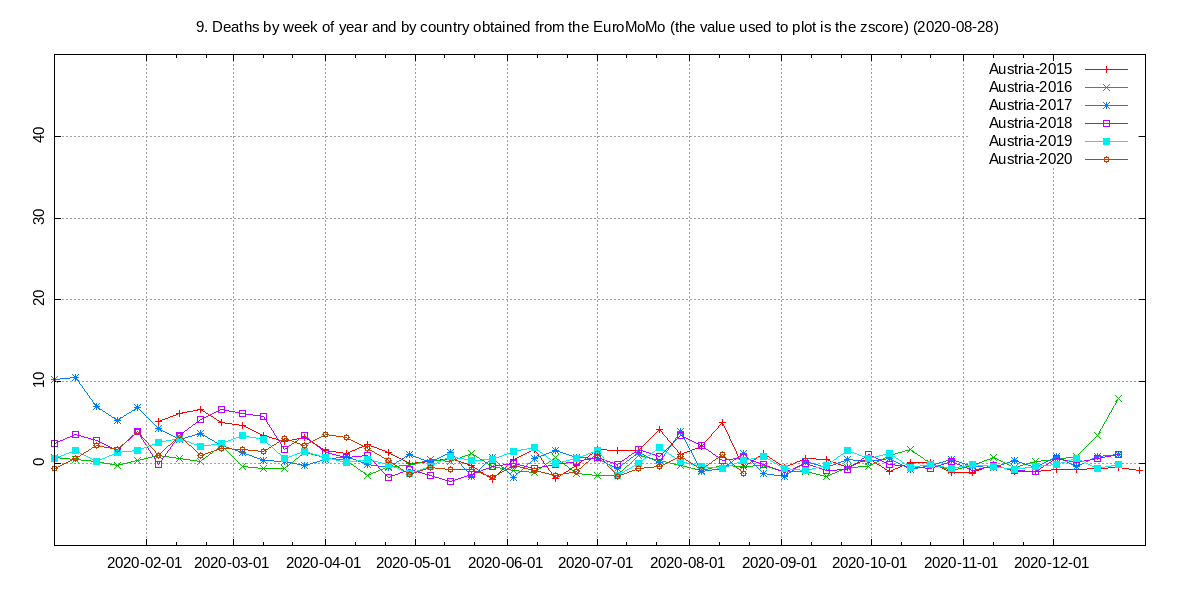 9. Deaths by week of year and by country obtained from the EuroMoMo (the value used to plot is the zscore) (2020-08-28)
Austria-2015
Austria-2016
Austria-2017
Austria-2018
Austria-2019
Austria-2020
40
30
20
10
0
2020-02-01 2020-03-01 2020-04-01 2020-05-01 2020-06-01 2020-07-01 2020-08-01 2020-09-01 2020-10-01 2020-11-01 2020-12-01